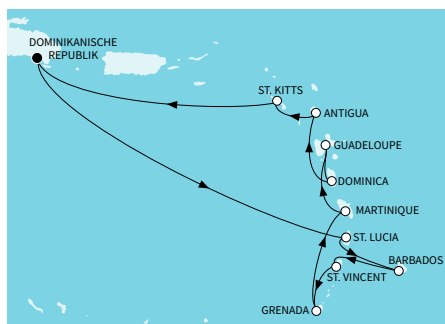 DOMINIKANISCHE
REPUBLIK
ST. KITTS
ANTIGUA
GUADELOUPE
DOMINICA
MARTINIQUE
ST. LUCIA
BARBADOS
ST. VINCENT
GRENADA